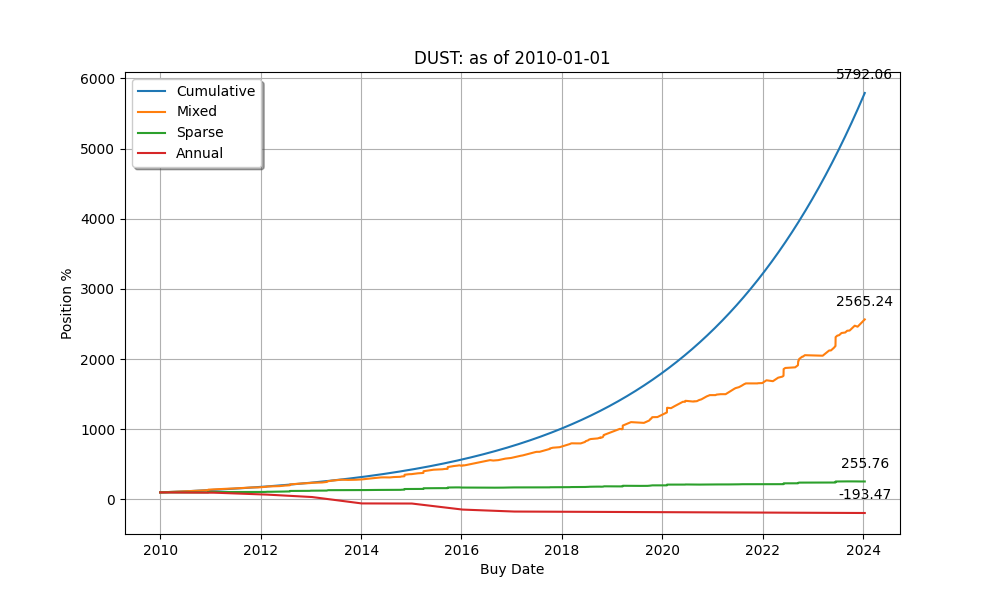 DUST: as of 2010-01-01
5792.06
6000
Cumulative
Mixed
Sparse
Annual
5000
4000
3000
2565.24
2000
1000
255.76
0
-193.47
Position %
2010 2012 2014 2016 2018 2020 2022 2024
Buy Date